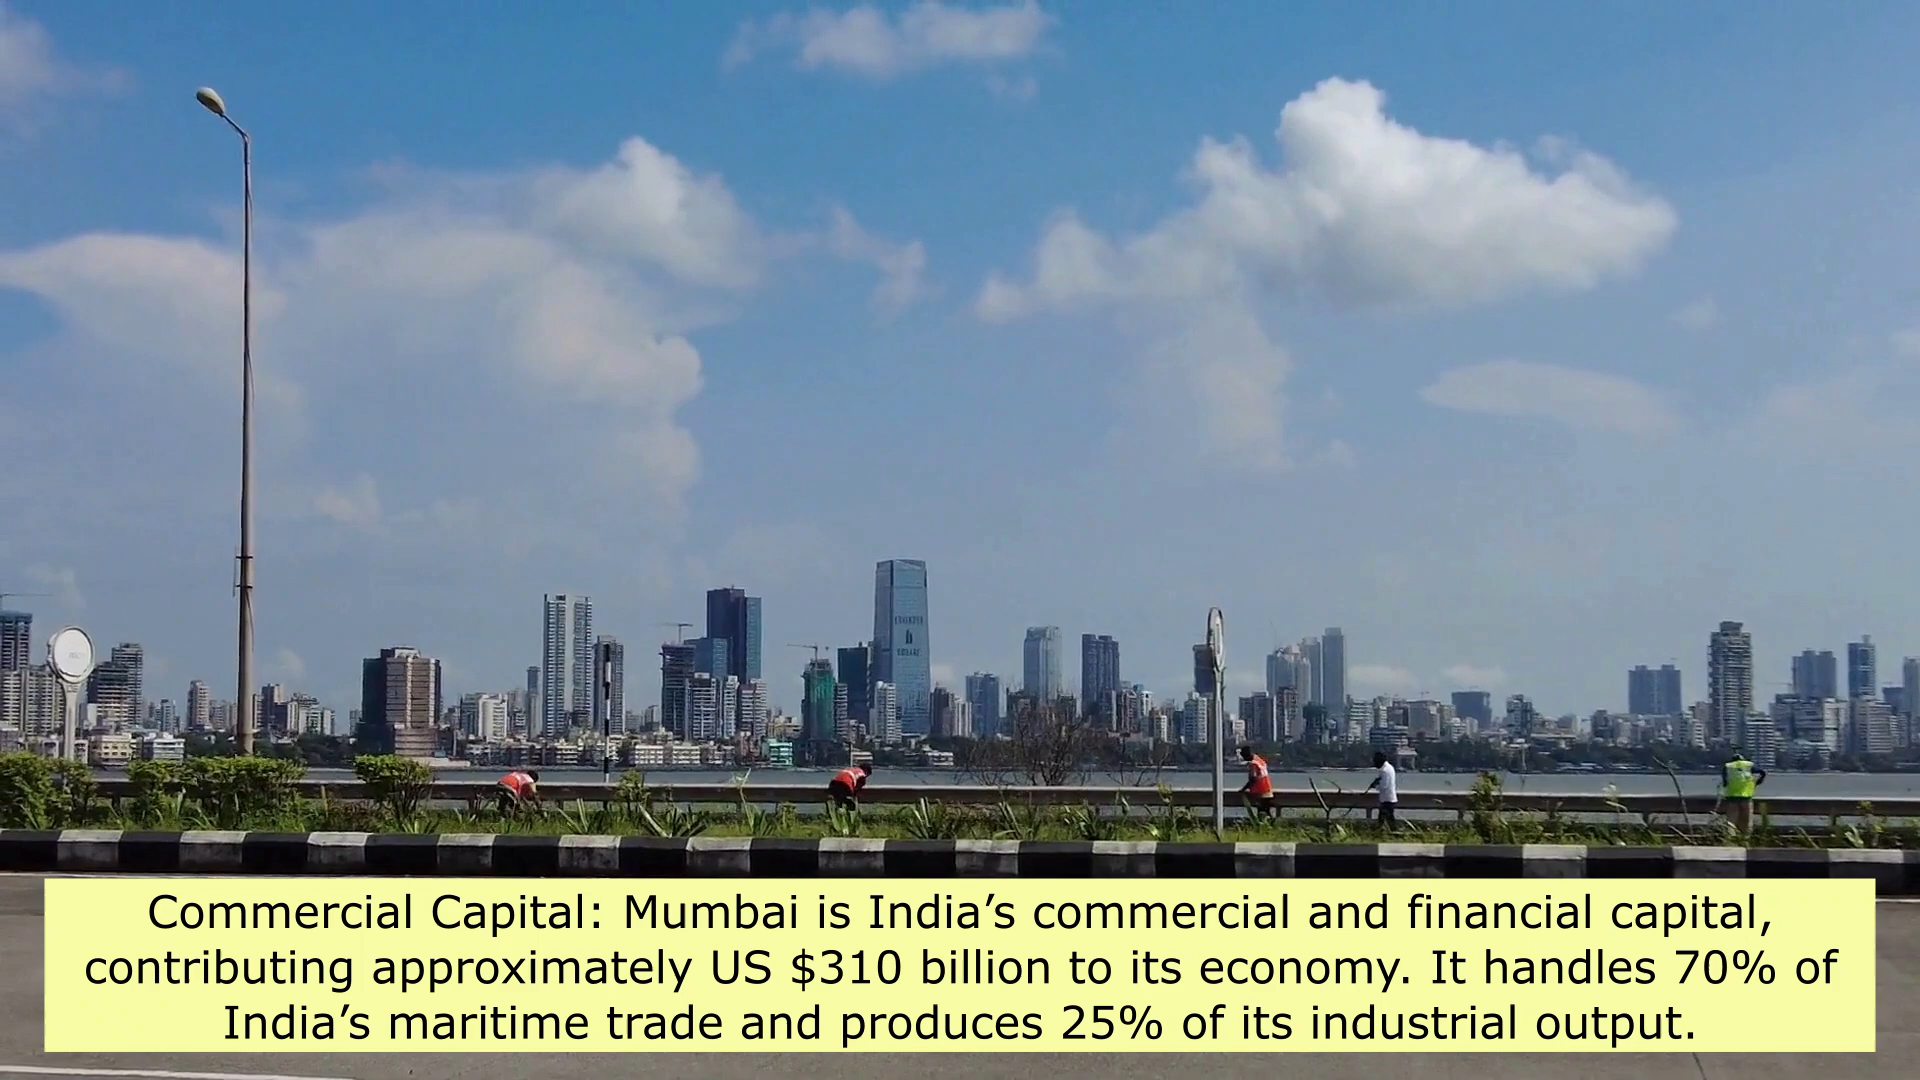 Commercial Capital: Mumbai is India’s commercial and financial capital,
contributing approximately US $310 billion to its economy. It handles 70% of
India’s maritime trade and produces 25% of its industrial output.